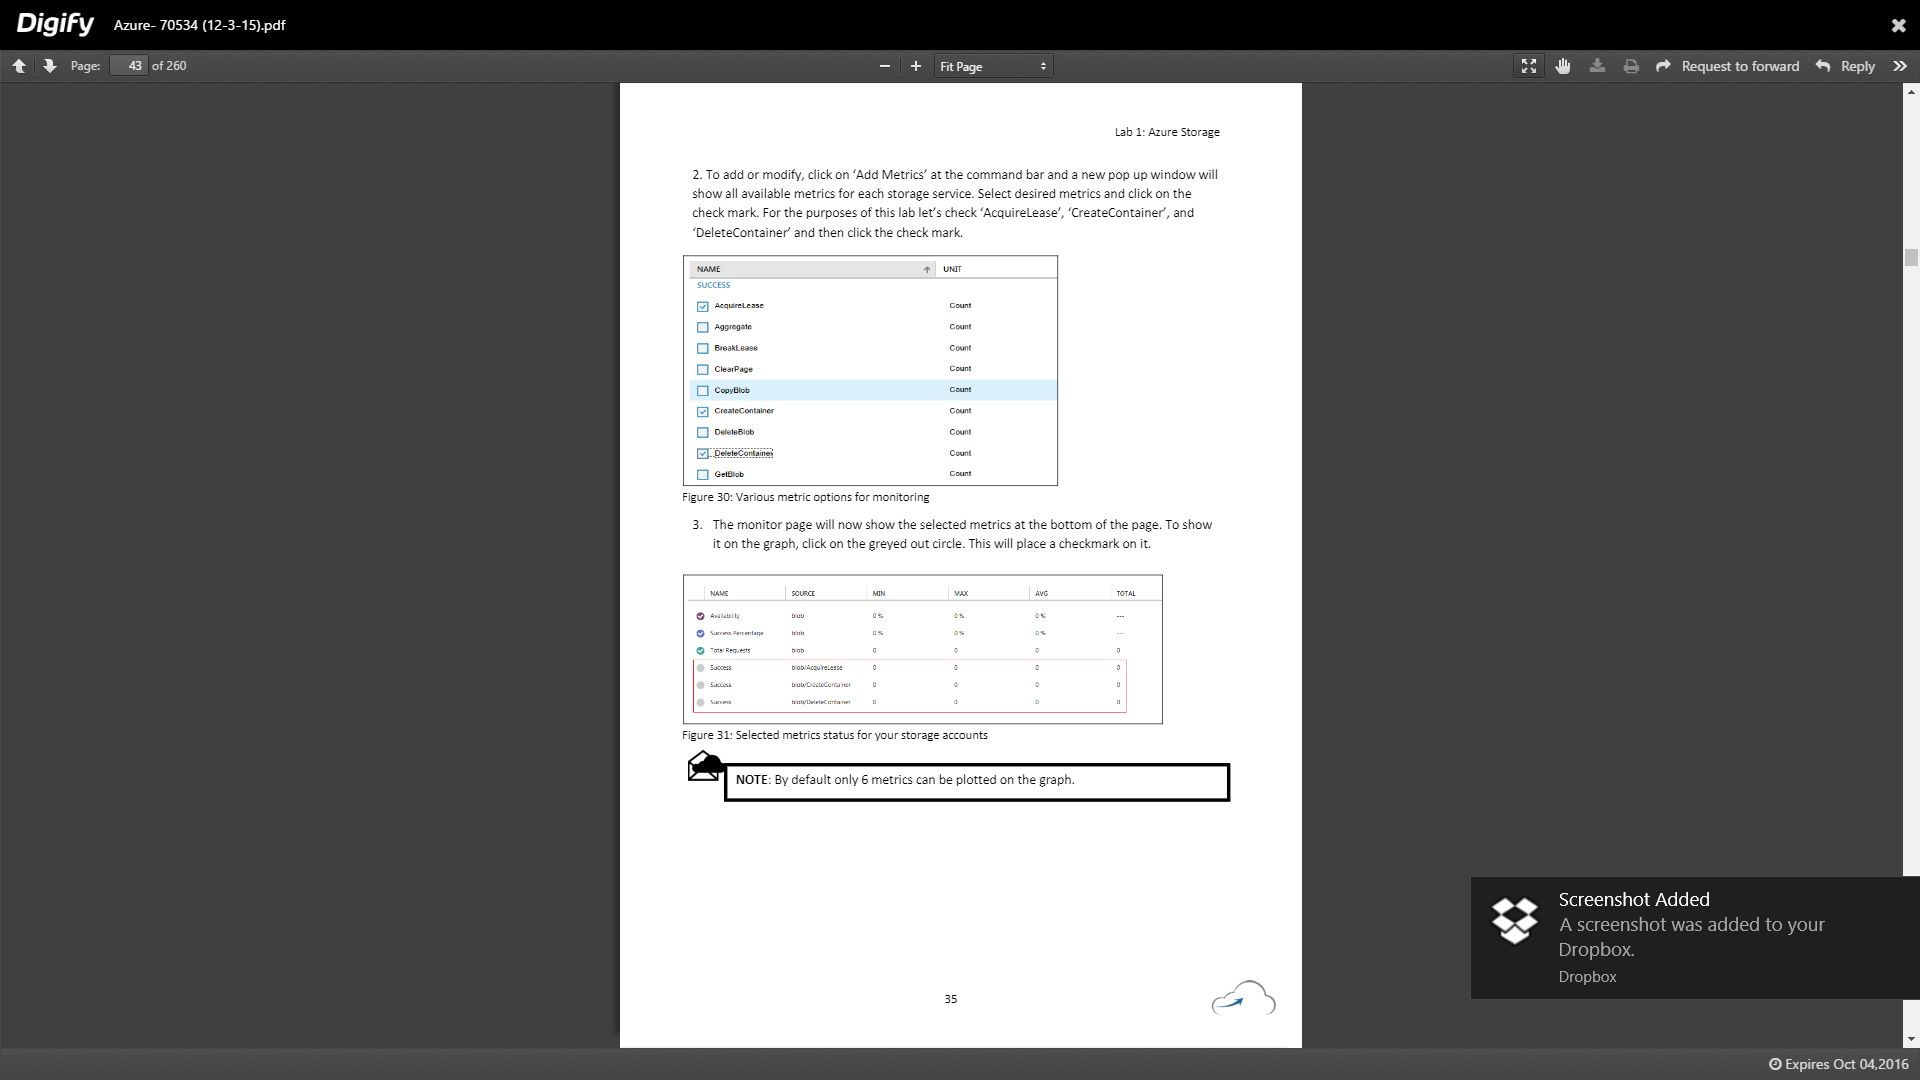 Digify Azure- 70534 (12-3-15).pdf
Page: 43 of 260 Fit Page Request to forward Reply
Lab 1: Azure Storage
2. To add or modify, click on ‘Add Metrics’ at the command bar and a new pop up window will
show all available metrics for each storage service. Select desired metrics and click on the
check mark. For the purposes of this lab let’s check ‘AcquireLease’, ‘CreateContainer’, and
‘DeleteContainer’ and then click the check mark.
NAME UNIT
SUCCESS
AcquireLease Count
Aggregate Count
BreakLease Count
ClearPage Count
CopyBlob Count
CreateContainer Count
DeleteBlob Count
DeleteContainer Count
GetBlob Count
Figure 30: Various metric options for monitoring
3. The monitor page will now show the selected metrics at the bottom of the page. To show
it on the graph, click on the greyed out circle. This will place a checkmark on it.
NAME SOURCE MIN MAX AVG TOTAL
Availability blob 0 % 0 % 0 % ---
Success Percentage blob 0 % 0 % 0 % ---
Total Requests blob 0 0 0 0
Success blob/AcquireLease 0 0 0 0
Success blob/CreateContainer 0 0 0 0
Success blob/DeleteContainer 0 0 0 0
Figure 31: Selected metrics status for your storage accounts
NOTE: By default only 6 metrics can be plotted on the graph.
35
Screenshot Added
A screenshot was added to your
Dropbox.
Dropbox
Expires Oct 04,2016